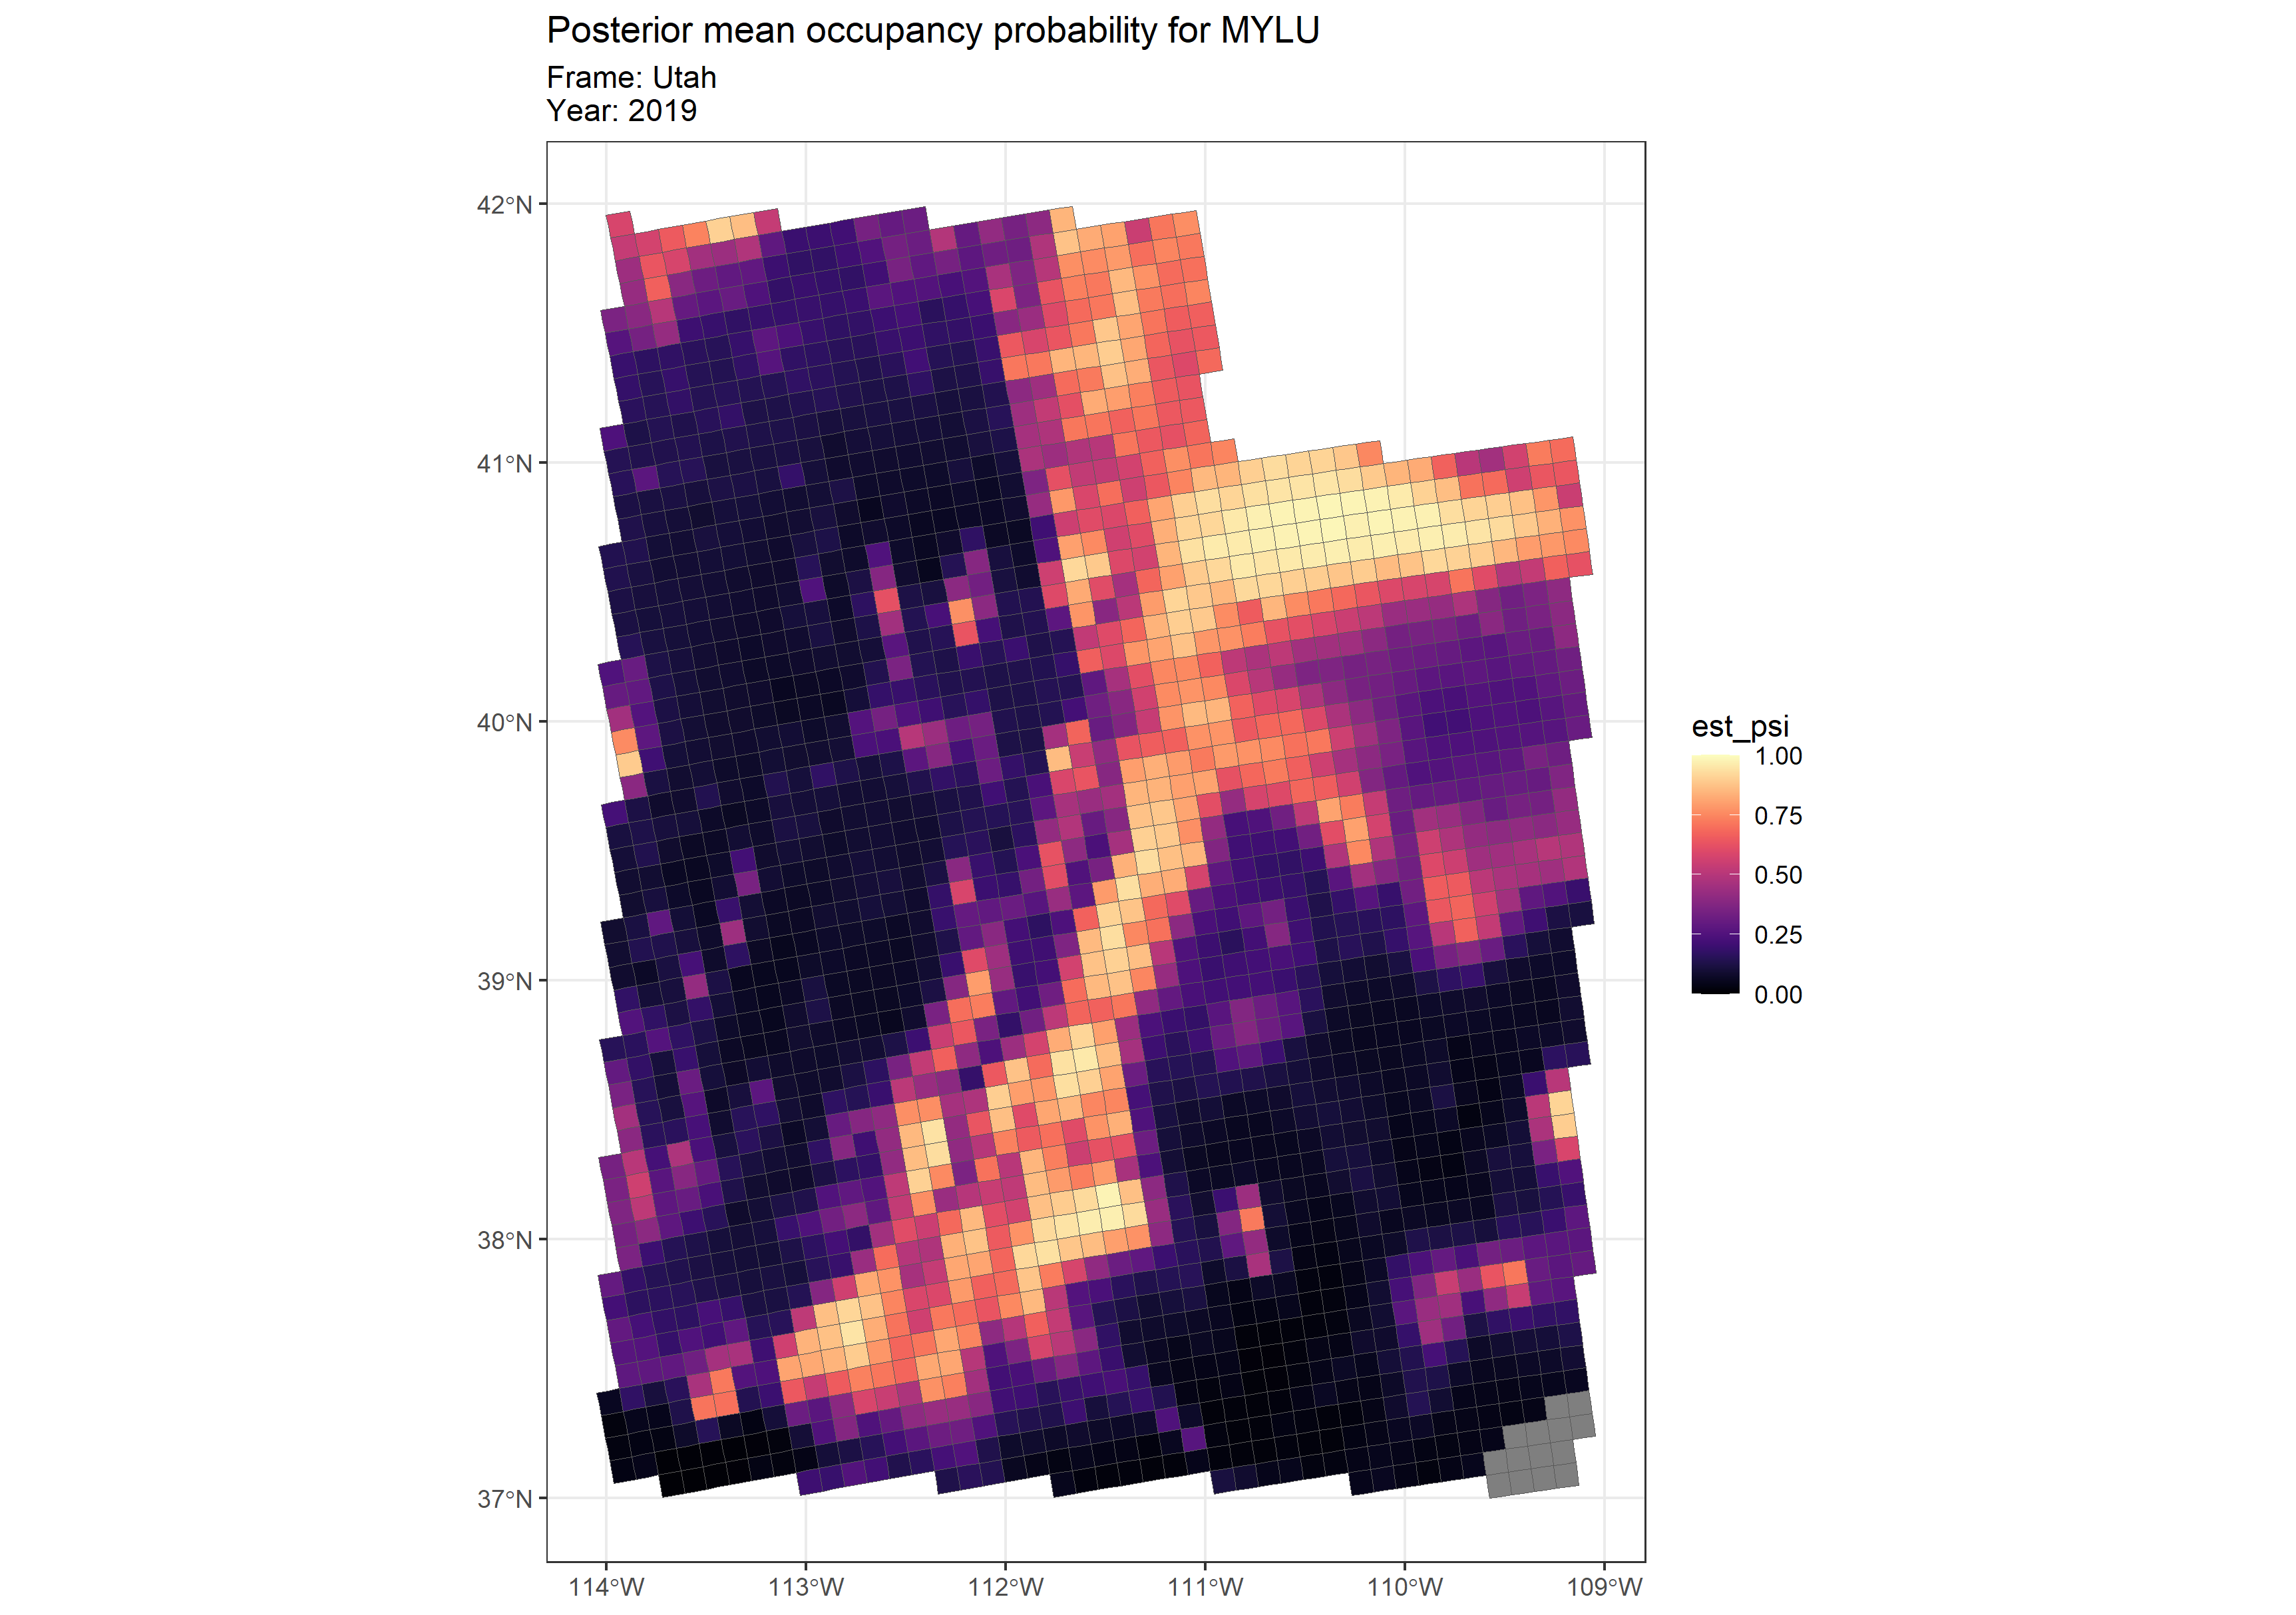 Posterior mean occupancy probability for MYLU
Frame: Utah
Year: 2019
42°N
41°N
40°N
39°N
38°N
37°N
114°W
113°W
112°W
111°W
110°W
109°W
est_psi
1.00
0.75
0.50
0.25
0.00